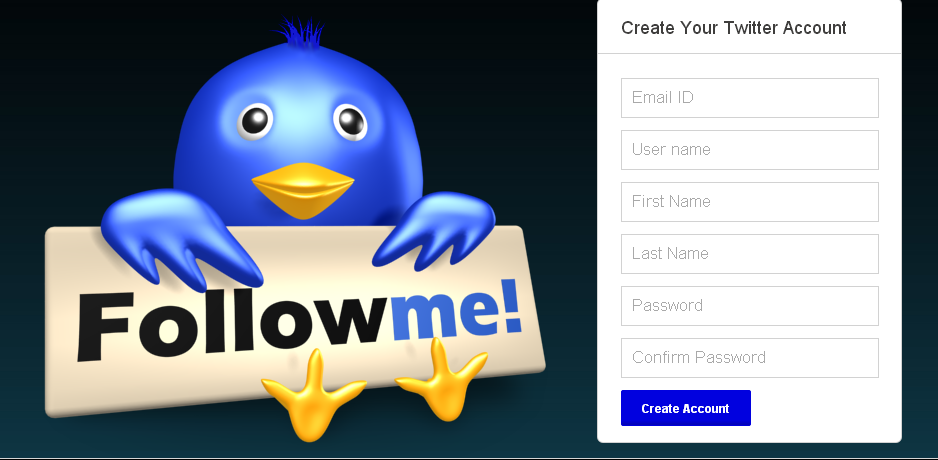 Create Your Twitter Account
Email ID
User name
First Name
Last Name
Password
Confirm Password
Create Account
Followme!